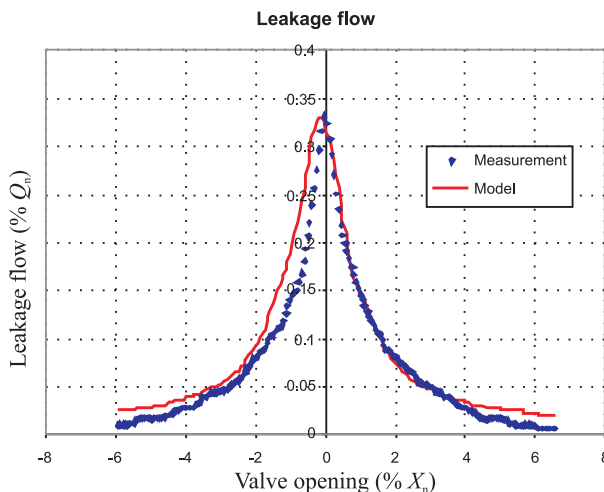 Leakage flow
0.4
0.35
0.3
0.25
0.2
0.15
0.1
0.05
0
-8 -6 -4 -2 0 2 4 6 8
Leakage flow (% Qn)
Valve opening (% Xn)
Measurement
Model